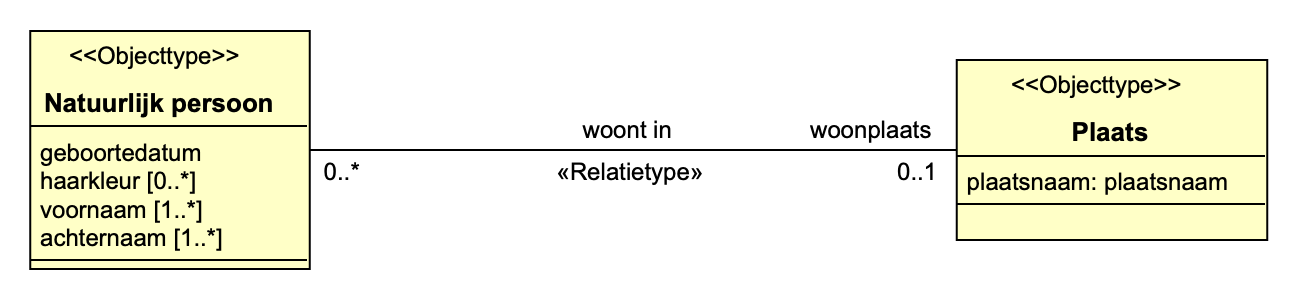 <<Objecttype>>
Natuurlijk persoon
geboortedatum
haarkleur [0..*]
voornaam [1..*]
achternaam [1..*]
woont in
woonplaats
0..*
«Relatietype»
0..1
<<Objecttype>>
Plaats
plaatsnaam: plaatsnaam